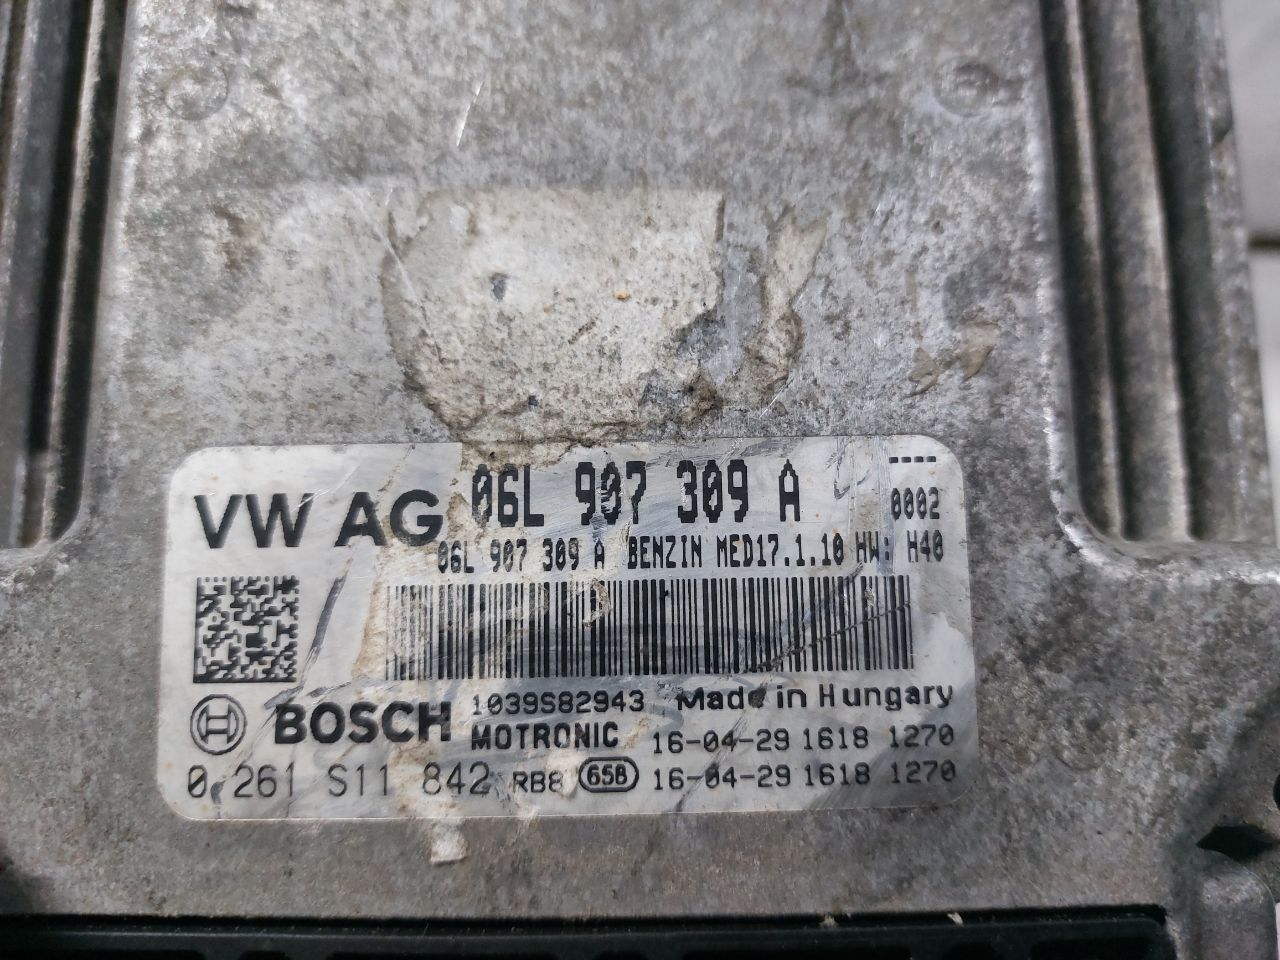 VW AG 06L 907 309 A ----
0002
06L 907 309 A BENZIN MED17.1.10 HW: H40
BOSCH 1039S82943 Made in Hungary
MOTRONIC 16-04-29 1618 1270
0 261 S11 842 RB8 65B 16-04-29 1618 1270